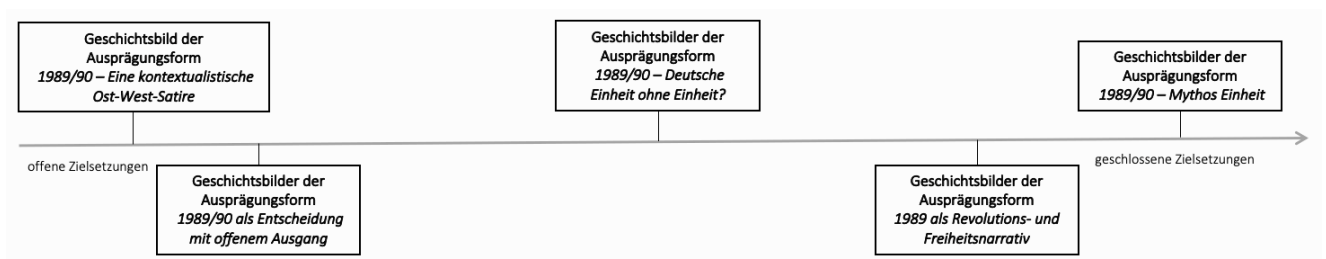 Geschichtsbild der
Ausprägungsform
1989/90 – Eine kontextualistische
Ost-West-Satire
Geschichtsbilder der
Ausprägungsform
1989/90 – Deutsche
Einheit ohne Einheit?
Geschichtsbilder der
Ausprägungsform
1989/90 – Mythos Einheit
offene Zielsetzungen
geschlossene Zielsetzungen
Geschichtsbilder der
Ausprägungsform
1989/90 als Entscheidung
mit offenem Ausgang
Geschichtsbilder der
Ausprägungsform
1989 als Revolutions- und
Freiheitsnarrativ